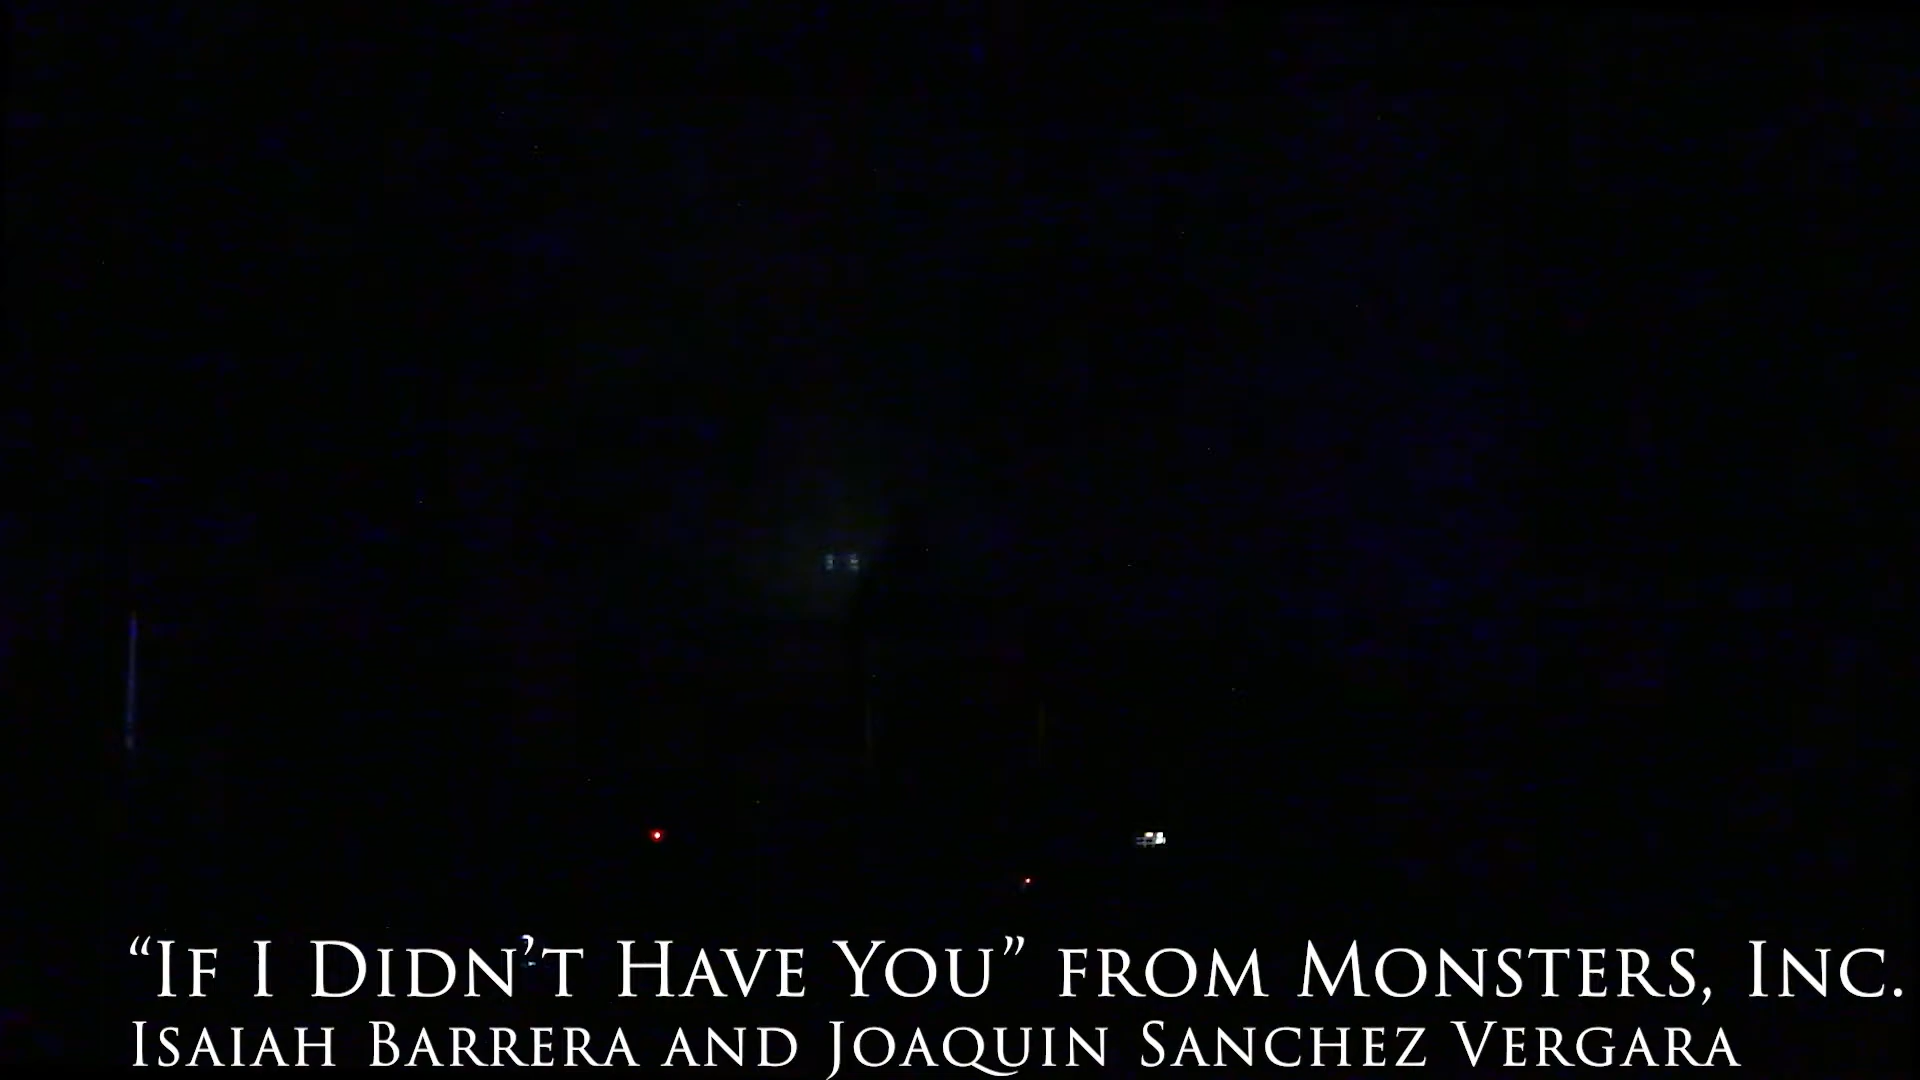 “If I Didn’t Have You” from Monsters, Inc.
Isaiah Barrera and Joaquin Sanchez Vergara